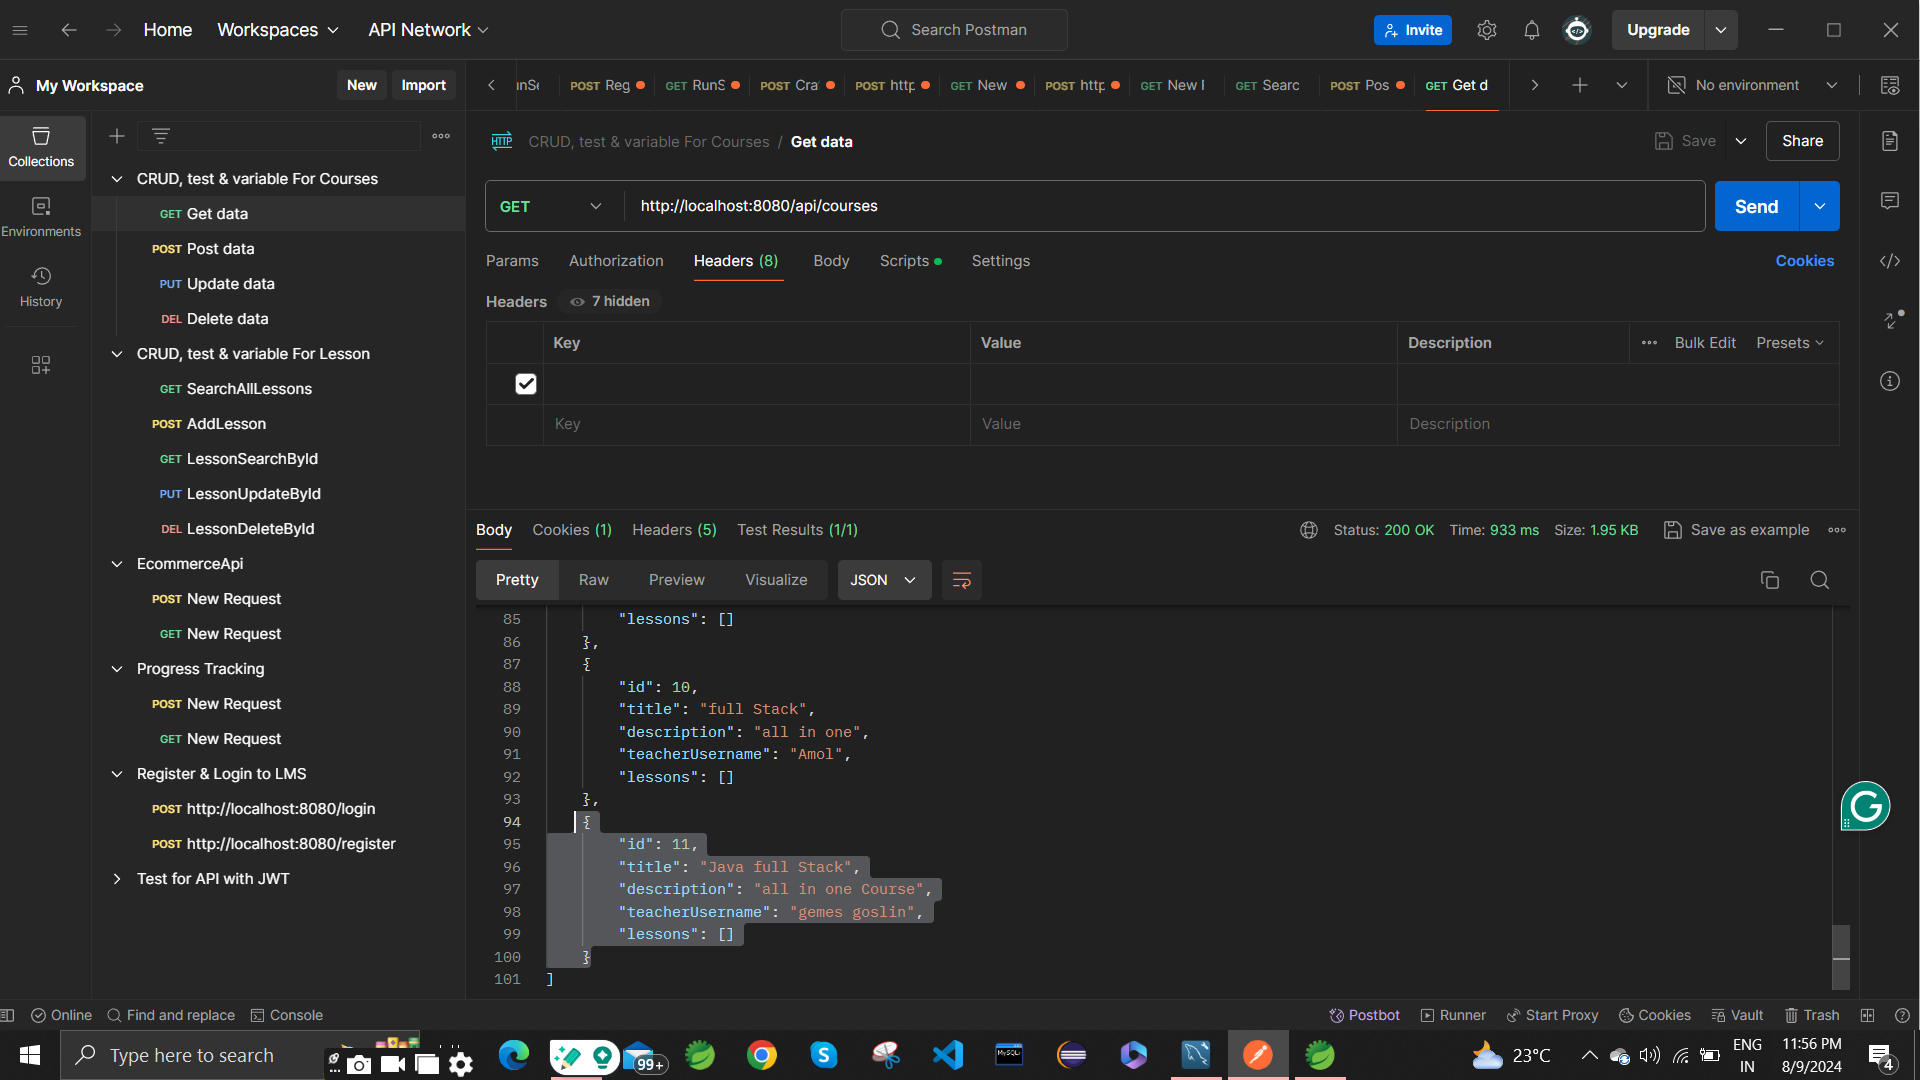 Home
Workspaces
API Network
Search Postman
Invite
Upgrade
My Workspace
New
Import
POST Reg
GET RunS
POST Cra
POST http
GET New
POST http
GET New I
GET Searc
POST Pos
GET Get d
No environment
Collections
Environments
History
CRUD, test & variable For Courses
GET Get data
POST Post data
PUT Update data
DEL Delete data
CRUD, test & variable For Lesson
GET SearchAllLessons
POST AddLesson
GET LessonSearchById
PUT LessonUpdateById
DEL LessonDeleteById
EcommerceApi
POST New Request
GET New Request
Progress Tracking
POST New Request
GET New Request
Register & Login to LMS
POST http://localhost:8080/login
POST http://localhost:8080/register
Test for API with JWT
HTTP CRUD, test & variable For Courses / Get data
Save
Share
GET
http://localhost:8080/api/courses
Send
Params Authorization Headers (8) Body Scripts Settings
Cookies
Headers 7 hidden
Key Value Description ••• Bulk Edit Presets
Key Value Description
Body Cookies (1) Headers (5) Test Results (1/1)
Status: 200 OK Time: 933 ms Size: 1.95 KB Save as example
Pretty Raw Preview Visualize JSON
85 "lessons": []
86 },
87 {
88 "id": 10,
89 "title": "full Stack",
90 "description": "all in one",
91 "teacherUsername": "Amol",
92 "lessons": []
93 },
94 {
95 "id": 11,
96 "title": "Java full Stack",
97 "description": "all in one Course",
98 "teacherUsername": "gemes goslin",
99 "lessons": []
100 }
101 ]
Online Find and replace Console
Postbot Runner Start Proxy Cookies Vault Trash
Type here to search
99+
MySQL
23°C
ENG
IN
11:56 PM
8/9/2024
4